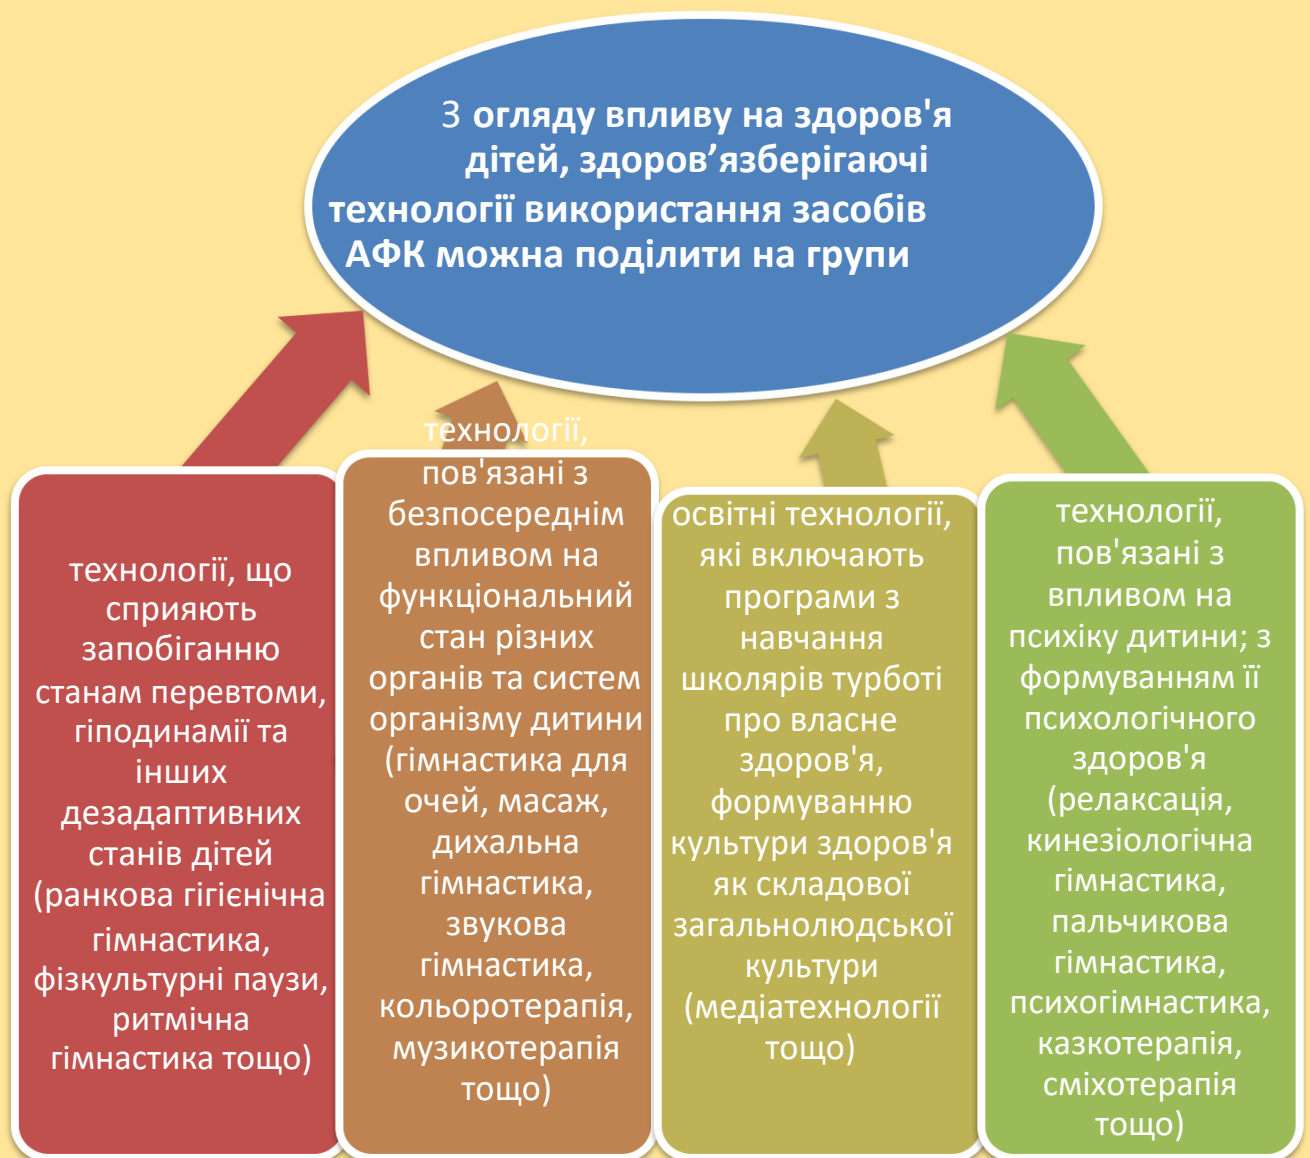 З огляду впливу на здоров'я
дітей, здоров’язберігаючі
технології використання засобів
АФК можна поділити на групи
технології, що
сприяють
запобіганню
станам перевтоми,
гіподинамії та
інших
дезадаптивних
станів дітей
(ранкова гігієнічна
гімнастика,
фізкультурні паузи,
ритмічна
гімнастика тощо)
технології,
пов'язані з
безпосереднім
впливом на
функціональний
стан різних
органів та систем
організму дитини
(гімнастика для
очей, масаж,
дихальна
гімнастика,
звукова
гімнастика,
кольоротерапія,
музикотерапія
тощо)
освітні технології,
які включають
програми з
навчання
школярів турботі
про власне
здоров'я,
формуванню
культури здоров'я
як складової
загальнолюдської
культури
(медіатехнології
тощо)
технології,
пов'язані з
впливом на
психіку дитини; з
формуванням її
психологічного
здоров'я
(релаксація,
кинезіологічна
гімнастика,
пальчикова
гімнастика,
психогімнастика,
казкотерапія,
сміхотерапія
тощо)